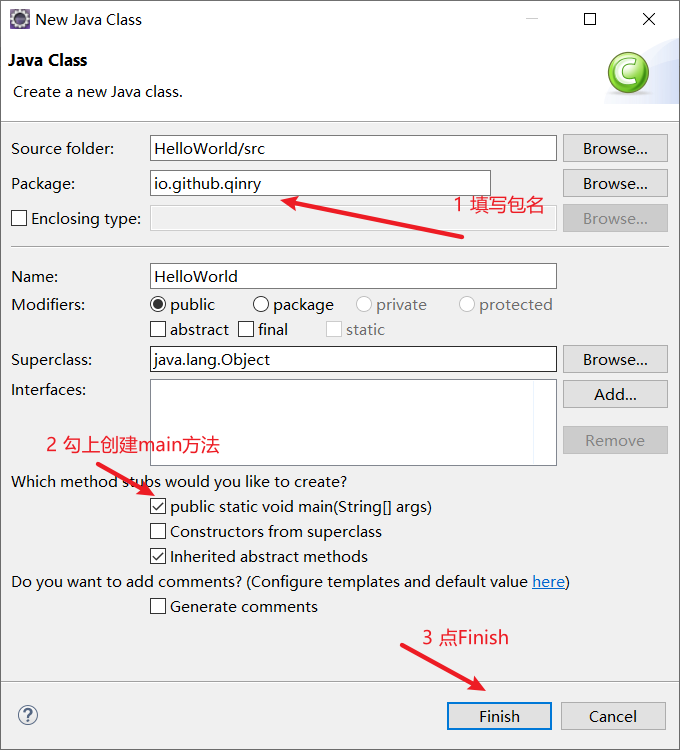 New Java Class
Java Class
Create a new Java class.
Source folder: HelloWorld/src Browse...
Package: io.github.qinry Browse...
1 填写包名
Enclosing type: Browse...
Name: HelloWorld
Modifiers: public package private protected
abstract final static
Superclass: java.lang.Object Browse...
Interfaces: Add...
Remove
2 勾上创建main方法
Which method stubs would you like to create?
public static void main(String[] args)
Constructors from superclass
Inherited abstract methods
Do you want to add comments? (Configure templates and default value here)
Generate comments
3 点Finish
Finish Cancel